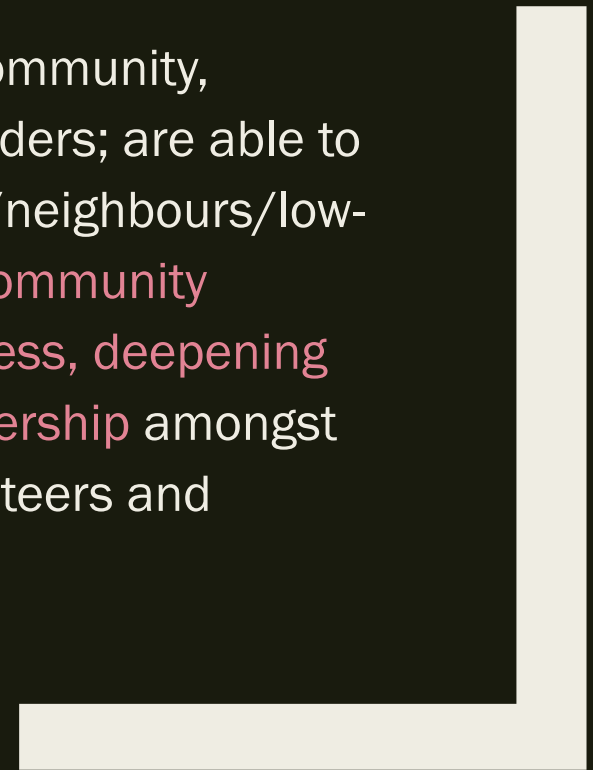 ommunity,
ders; are able to
/neighbours/low-
ommunity
ess, deepening
ership amongst
teers and